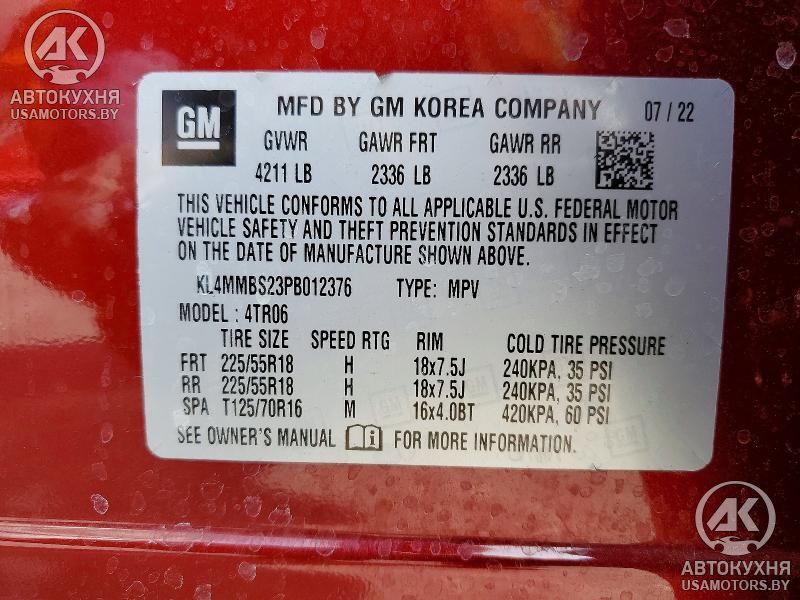 AK
АВТОКУХНЯ
USAMOTORS.BY
GM
MFD BY GM KOREA COMPANY 07 / 22
GVWR GAWR FRT GAWR RR
4211 LB 2336 LB 2336 LB
THIS VEHICLE CONFORMS TO ALL APPLICABLE U.S. FEDERAL MOTOR
VEHICLE SAFETY AND THEFT PREVENTION STANDARDS IN EFFECT
ON THE DATE OF MANUFACTURE SHOWN ABOVE.
KL4MMBS23PB012376 TYPE: MPV
MODEL : 4TR06
TIRE SIZE SPEED RTG RIM COLD TIRE PRESSURE
FRT 225/55R18 H 18x7.5J 240KPA, 35 PSI
RR 225/55R18 H 18x7.5J 240KPA, 35 PSI
SPA T125/70R16 M 16x4.0BT 420KPA, 60 PSI
SEE OWNER'S MANUAL i FOR MORE INFORMATION.
AK
АВТОКУХНЯ
USAMOTORS.BY